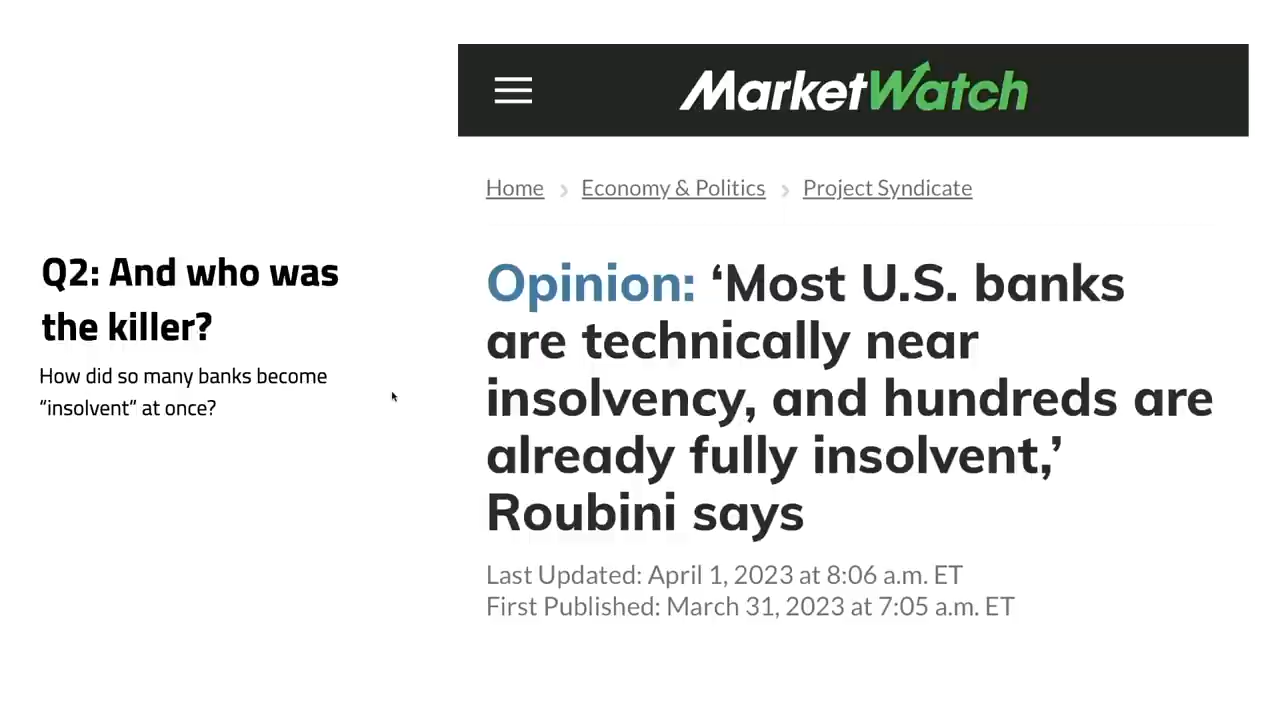 MarketWatch
Home › Economy & Politics › Project Syndicate
Q2: And who was
the killer?
How did so many banks become
“insolvent” at once?
Opinion: ‘Most U.S. banks
are technically near
insolvency, and hundreds are
already fully insolvent,’
Roubini says
Last Updated: April 1, 2023 at 8:06 a.m. ET
First Published: March 31, 2023 at 7:05 a.m. ET